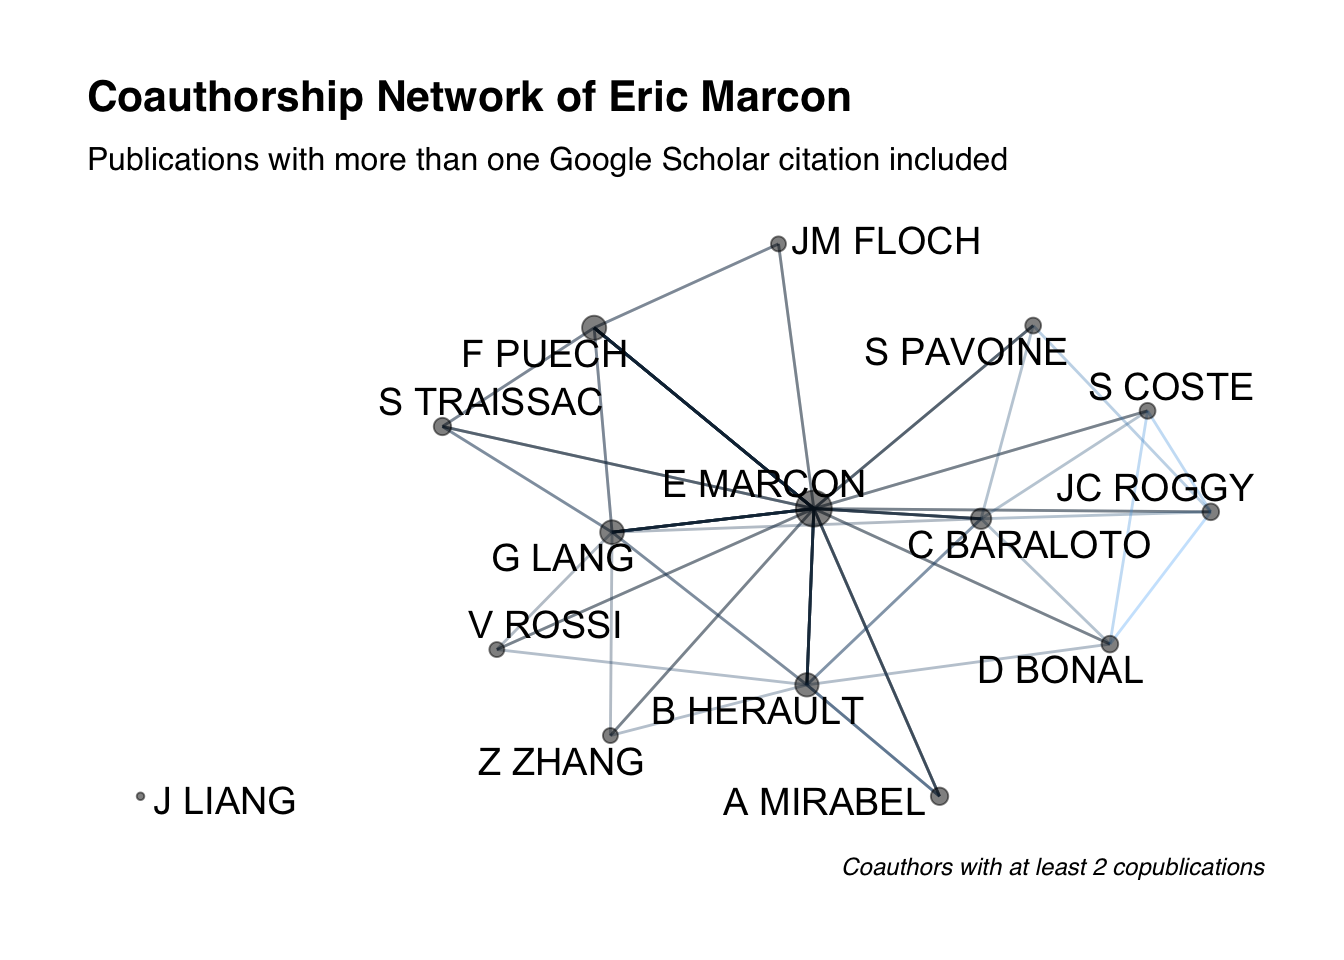 Coauthorship Network of Eric Marcon
Publications with more than one Google Scholar citation included
JM FLOCH
F PUECH
S PAVOINE
S COSTE
S TRAISSAC
E MARCON
JC ROGGY
G LANG
C BARALOTO
V ROSSI
D BONAL
B HERAULT
Z ZHANG
J LIANG
A MIRABEL
Coauthors with at least 2 copublications